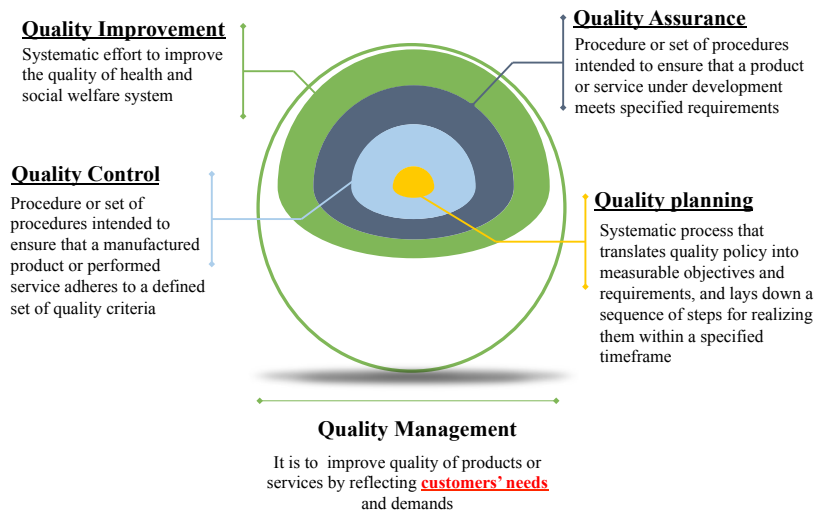 Quality Improvement
Systematic effort to improve
the quality of health and
social welfare system
Quality Assurance
Procedure or set of procedures
intended to ensure that a product
or service under development
meets specified requirements
Quality Control
Procedure or set of
procedures intended to
ensure that a manufactured
product or performed
service adheres to a defined
set of quality criteria
Quality planning
Systematic process that
translates quality policy into
measurable objectives and
requirements, and lays down a
sequence of steps for realizing
them within a specified
timeframe
Quality Management
It is to improve quality of products or
services by reflecting customers’ needs
and demands